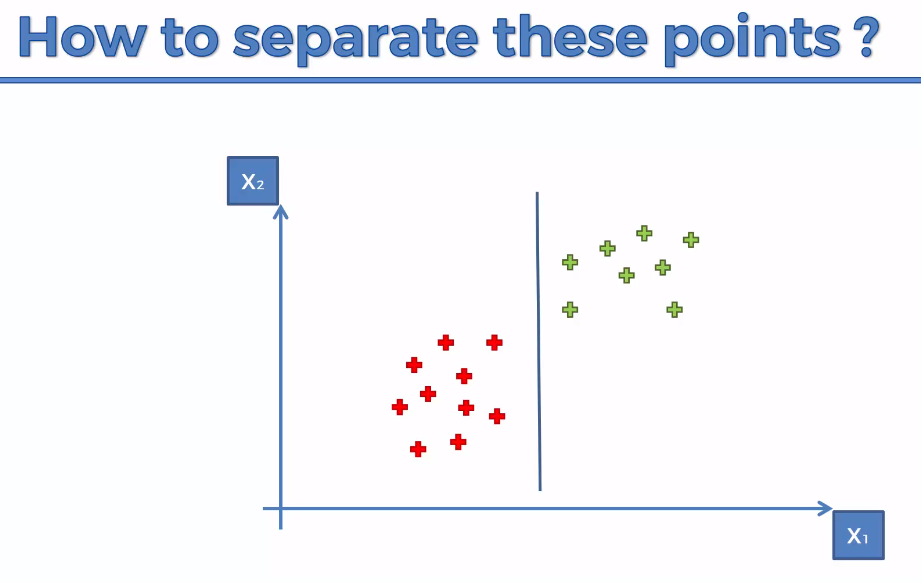 How to separate these points ?
X₂
X₁